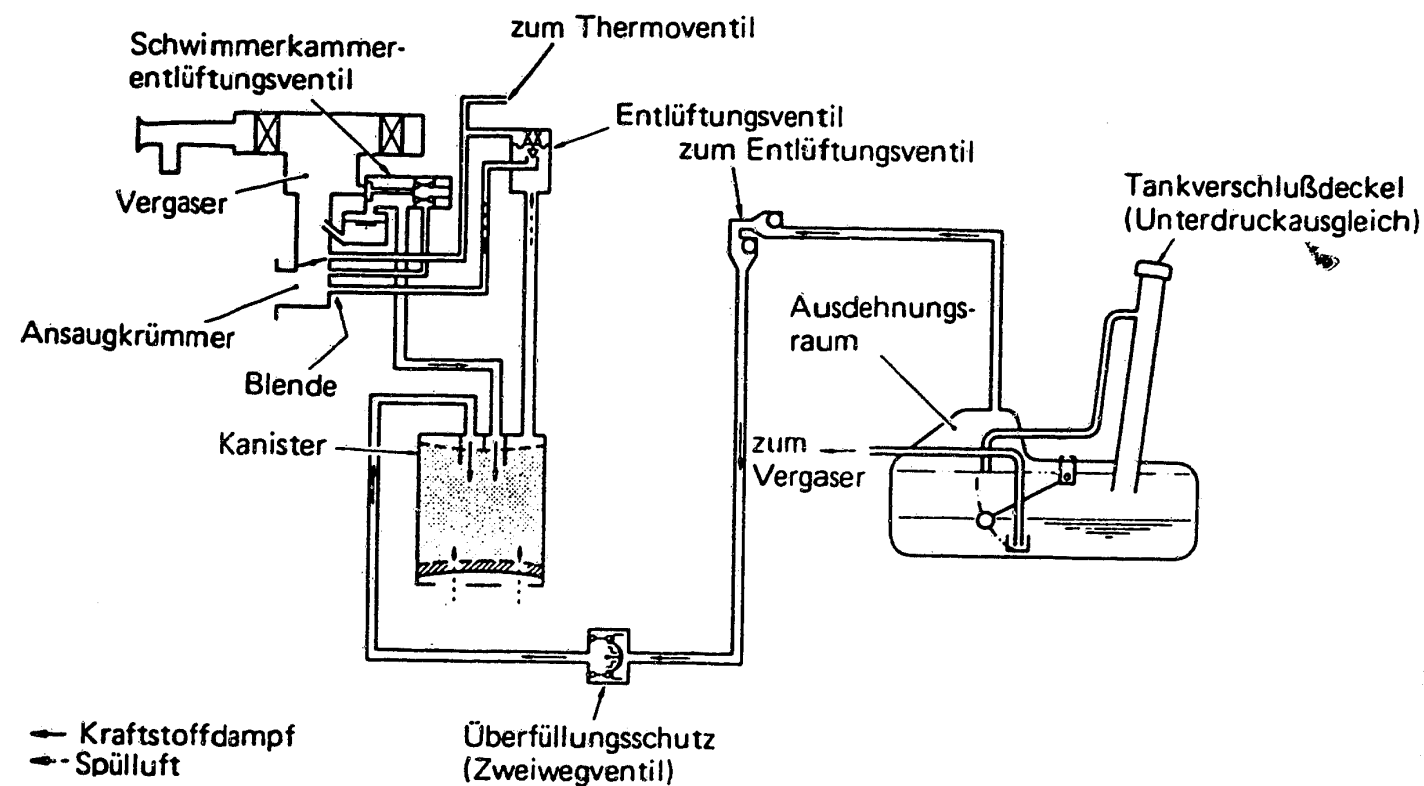 zum Thermoventil
Schwimmerkammer-
entlüftungsventil
Entlüftungsventil
zum Entlüftungsventil
Tankverschlußdeckel
(Unterdruckausgleich)
Vergaser
Ausdehnungs-
raum
Ansaugkrümmer
Blende
Kanister
zum
Vergaser
Kraftstoffdampf
Spülluft
Überfüllungsschutz
(Zweiwegventil)